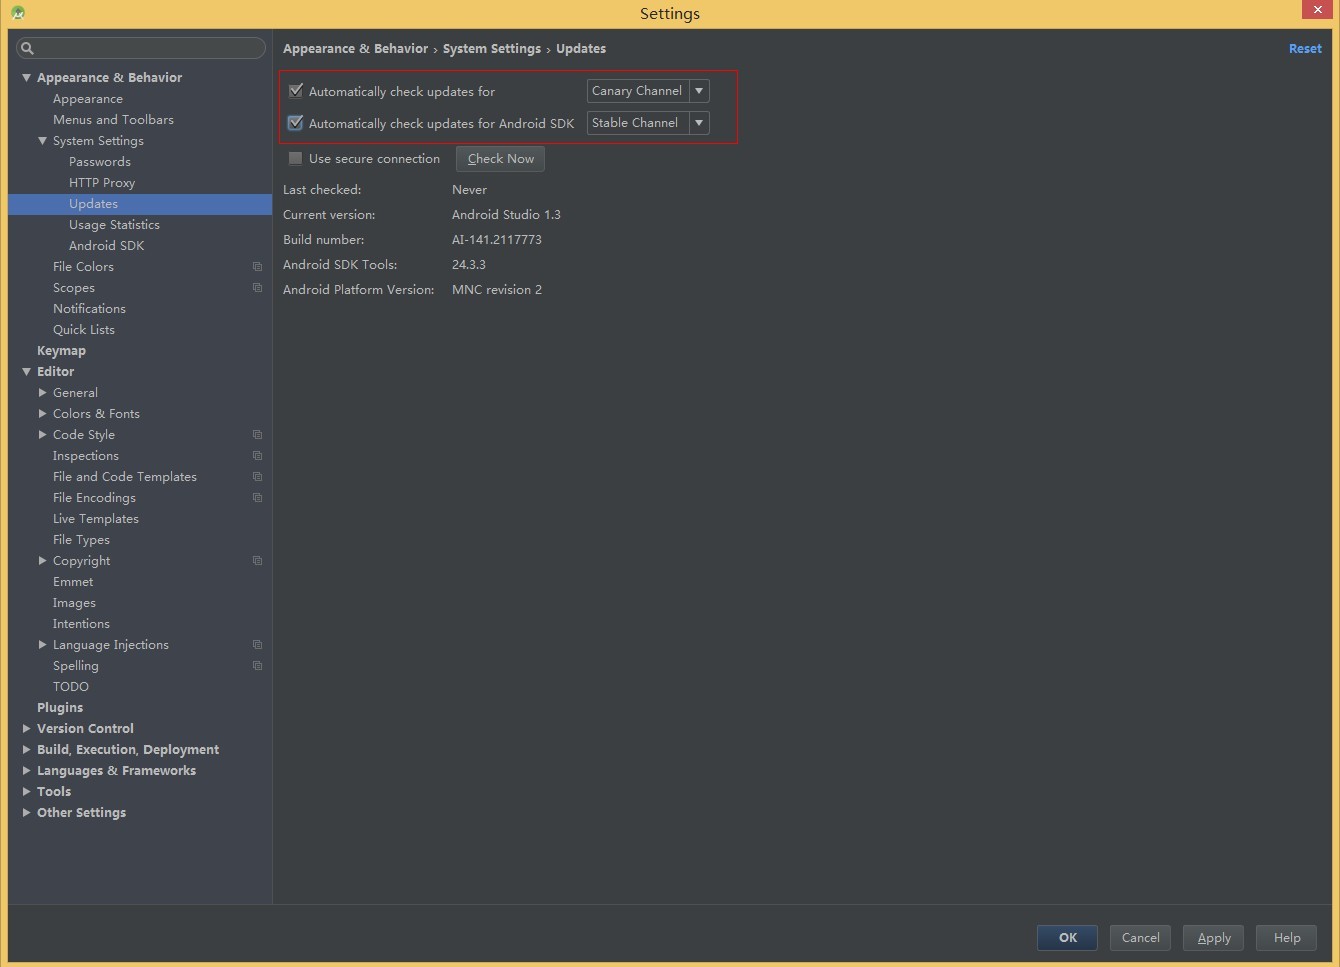 Settings
Appearance & Behavior
Appearance
Menus and Toolbars
System Settings
Passwords
HTTP Proxy
Updates
Usage Statistics
Android SDK
File Colors
Scopes
Notifications
Quick Lists
Keymap
Editor
General
Colors & Fonts
Code Style
Inspections
File and Code Templates
File Encodings
Live Templates
File Types
Copyright
Emmet
Images
Intentions
Language Injections
Spelling
TODO
Plugins
Version Control
Build, Execution, Deployment
Languages & Frameworks
Tools
Other Settings
Appearance & Behavior › System Settings › Updates
Reset
Automatically check updates for Canary Channel
Automatically check updates for Android SDK Stable Channel
Use secure connection Check Now
Last checked: Never
Current version: Android Studio 1.3
Build number: AI-141.2117773
Android SDK Tools: 24.3.3
Android Platform Version: MNC revision 2
OK Cancel Apply Help